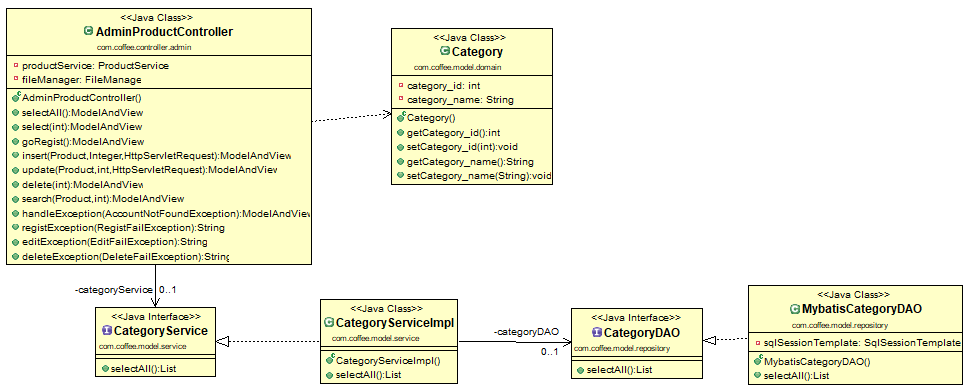 <<Java Class>>
AdminProductController
com.coffee.controller.admin
productService: ProductService
fileManager: FileManage
AdminProductController()
selectAll():ModelAndView
select(int):ModelAndView
goRegist():ModelAndView
insert(Product,Integer,HttpServletRequest):ModelAndView
update(Product,int,HttpServletRequest):ModelAndView
delete(int):ModelAndView
search(Product,int):ModelAndView
handleException(AccountNotFoundException):ModelAndView
registException(RegistFailException):String
editException(EditFailException):String
deleteException(DeleteFailException):String
<<Java Class>>
Category
com.coffee.model.domain
category_id: int
category_name: String
Category()
getCategory_id():int
setCategory_id(int):void
getCategory_name():String
setCategory_name(String):void
-categoryService 0..1
<<Java Interface>>
CategoryService
com.coffee.model.service
selectAll():List
<<Java Class>>
CategoryServiceImpl
com.coffee.model.service
CategoryServiceImpl()
selectAll():List
-categoryDAO
0..1
<<Java Interface>>
CategoryDAO
com.coffee.model.repository
selectAll():List
<<Java Class>>
MybatisCategoryDAO
com.coffee.model.repository
sqlSessionTemplate: SqlSessionTemplate
MybatisCategoryDAO()
selectAll():List